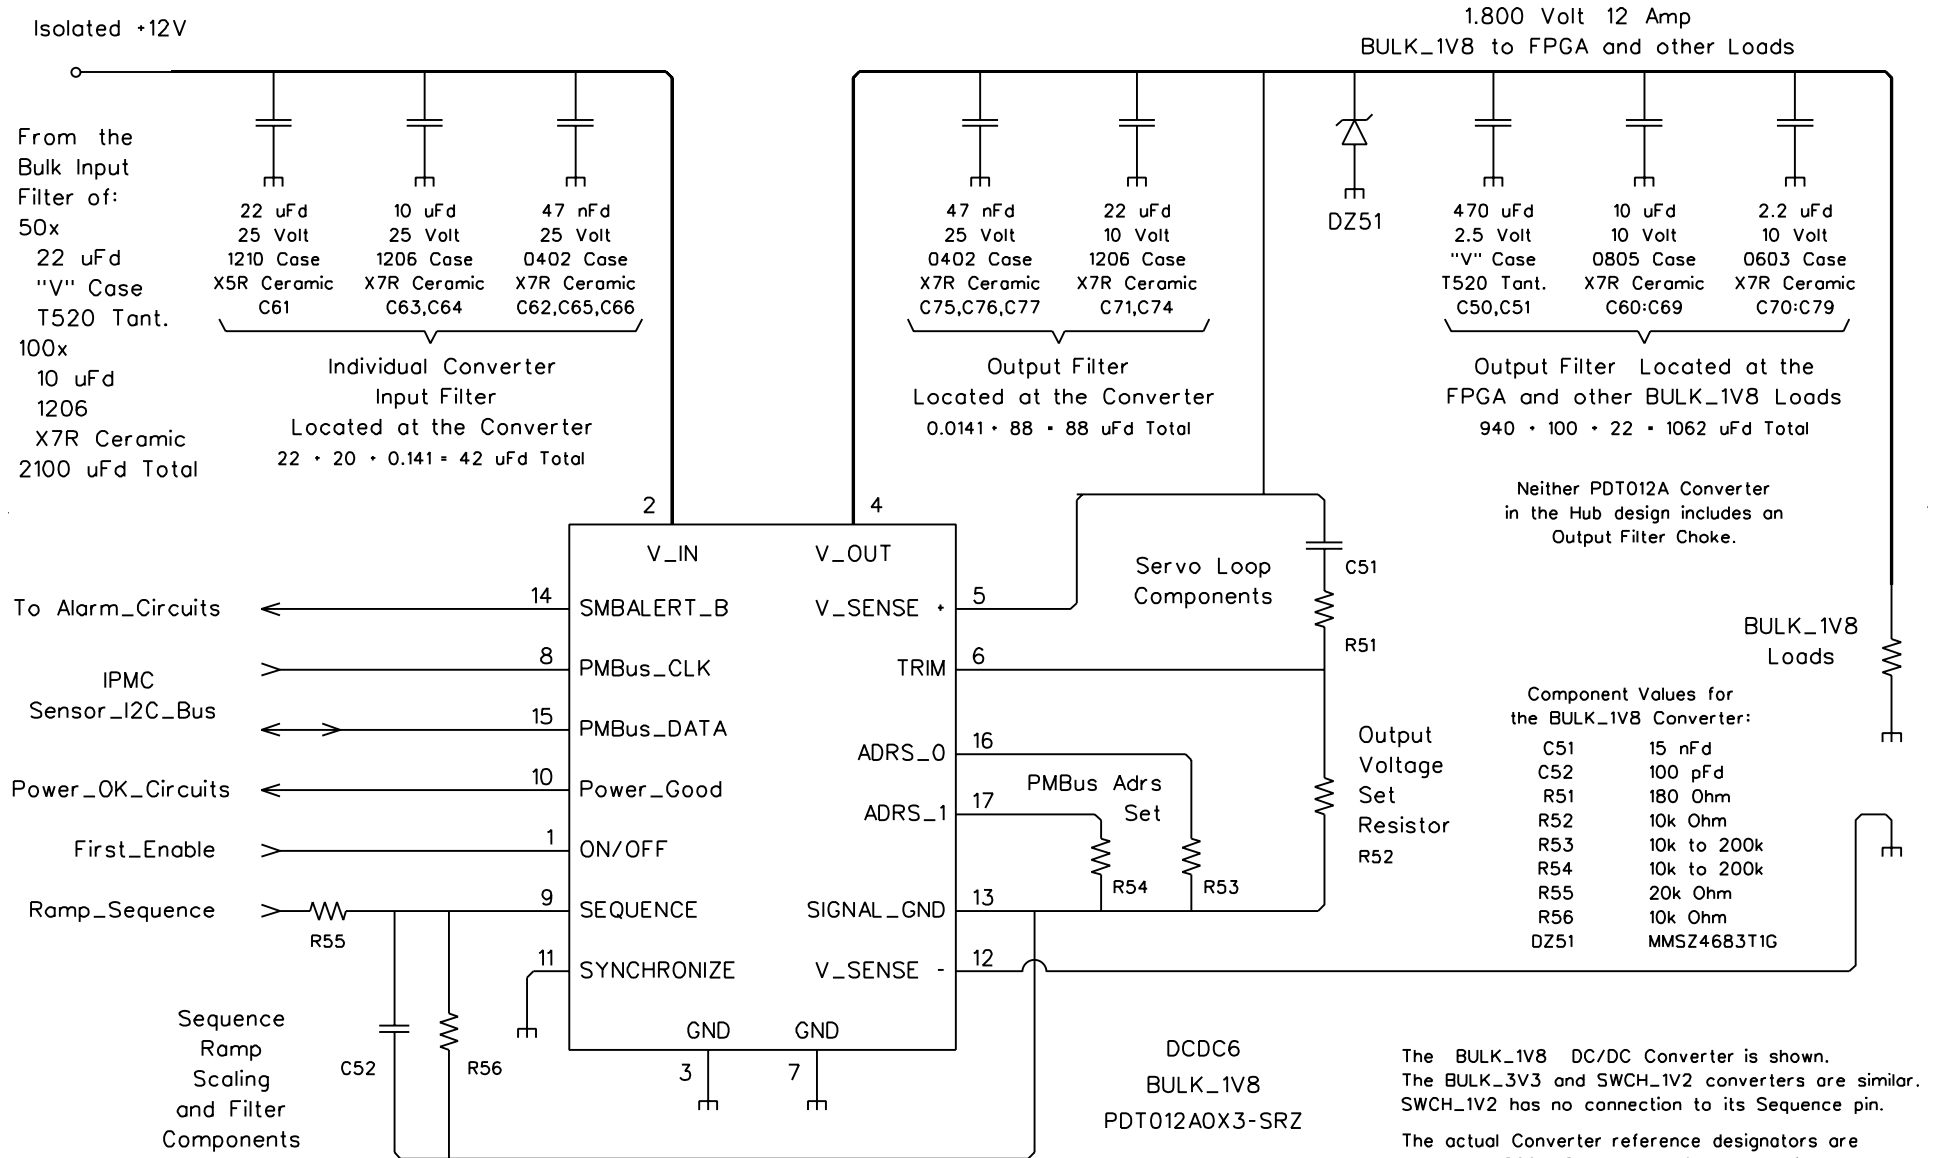 Isolated +12V
1.800 Volt 12 Amp
BULK_1V8 to FPGA and other Loads
From the
Bulk Input
Filter of:
50x
22 uFd
"V" Case
T520 Tant.
100x
10 uFd
1206
X7R Ceramic
2100 uFd Total
22 uFd
25 Volt
1210 Case
X5R Ceramic
C61
10 uFd
25 Volt
1206 Case
X7R Ceramic
C63,C64
47 nFd
25 Volt
0402 Case
X7R Ceramic
C62,C65,C66
Individual Converter
Input Filter
Located at the Converter
22 + 20 + 0.141 = 42 uFd Total
47 nFd
25 Volt
0402 Case
X7R Ceramic
C75,C76,C77
22 uFd
10 Volt
1206 Case
X7R Ceramic
C71,C74
Output Filter
Located at the Converter
0.0141 + 88 = 88 uFd Total
DZ51
470 uFd
2.5 Volt
"V" Case
T520 Tant.
C50,C51
10 uFd
10 Volt
0805 Case
X7R Ceramic
C60:C69
2.2 uFd
10 Volt
0603 Case
X7R Ceramic
C70:C79
Output Filter Located at the
FPGA and other BULK_1V8 Loads
940 + 100 + 22 = 1062 uFd Total
Neither PDT012A Converter
in the Hub design includes an
Output Filter Choke.
2
4
V_IN
V_OUT
To Alarm_Circuits
14
SMBALERT_B
V_SENSE +
5
Servo Loop
Components
C51
R51
IPMC
Sensor_I2C_Bus
8
PMBus_CLK
TRIM
6
15
PMBus_DATA
ADRS_0
16
Power_OK_Circuits
10
Power_Good
ADRS_1
17
PMBus Adrs
Set
R54
R53
First_Enable
1
ON/OFF
Ramp_Sequence
R55
9
SEQUENCE
SIGNAL_GND
13
11
SYNCHRONIZE
V_SENSE -
12
GND
GND
3
7
Output
Voltage
Set
Resistor
R52
BULK_1V8
Loads
Component Values for
the BULK_1V8 Converter:
C51 15 nFd
C52 100 pFd
R51 180 Ohm
R52 10k Ohm
R53 10k to 200k
R54 10k to 200k
R55 20k Ohm
R56 10k Ohm
DZ51 MMSZ4683T1G
Sequence
Ramp
Scaling
and Filter
Components
C52
R56
DCDC6
BULK_1V8
PDT012A0X3-SRZ
The BULK_1V8 DC/DC Converter is shown.
The BULK_3V3 and SWCH_1V2 converters are similar.
SWCH_1V2 has no connection to its Sequence pin.
The actual Converter reference designators are